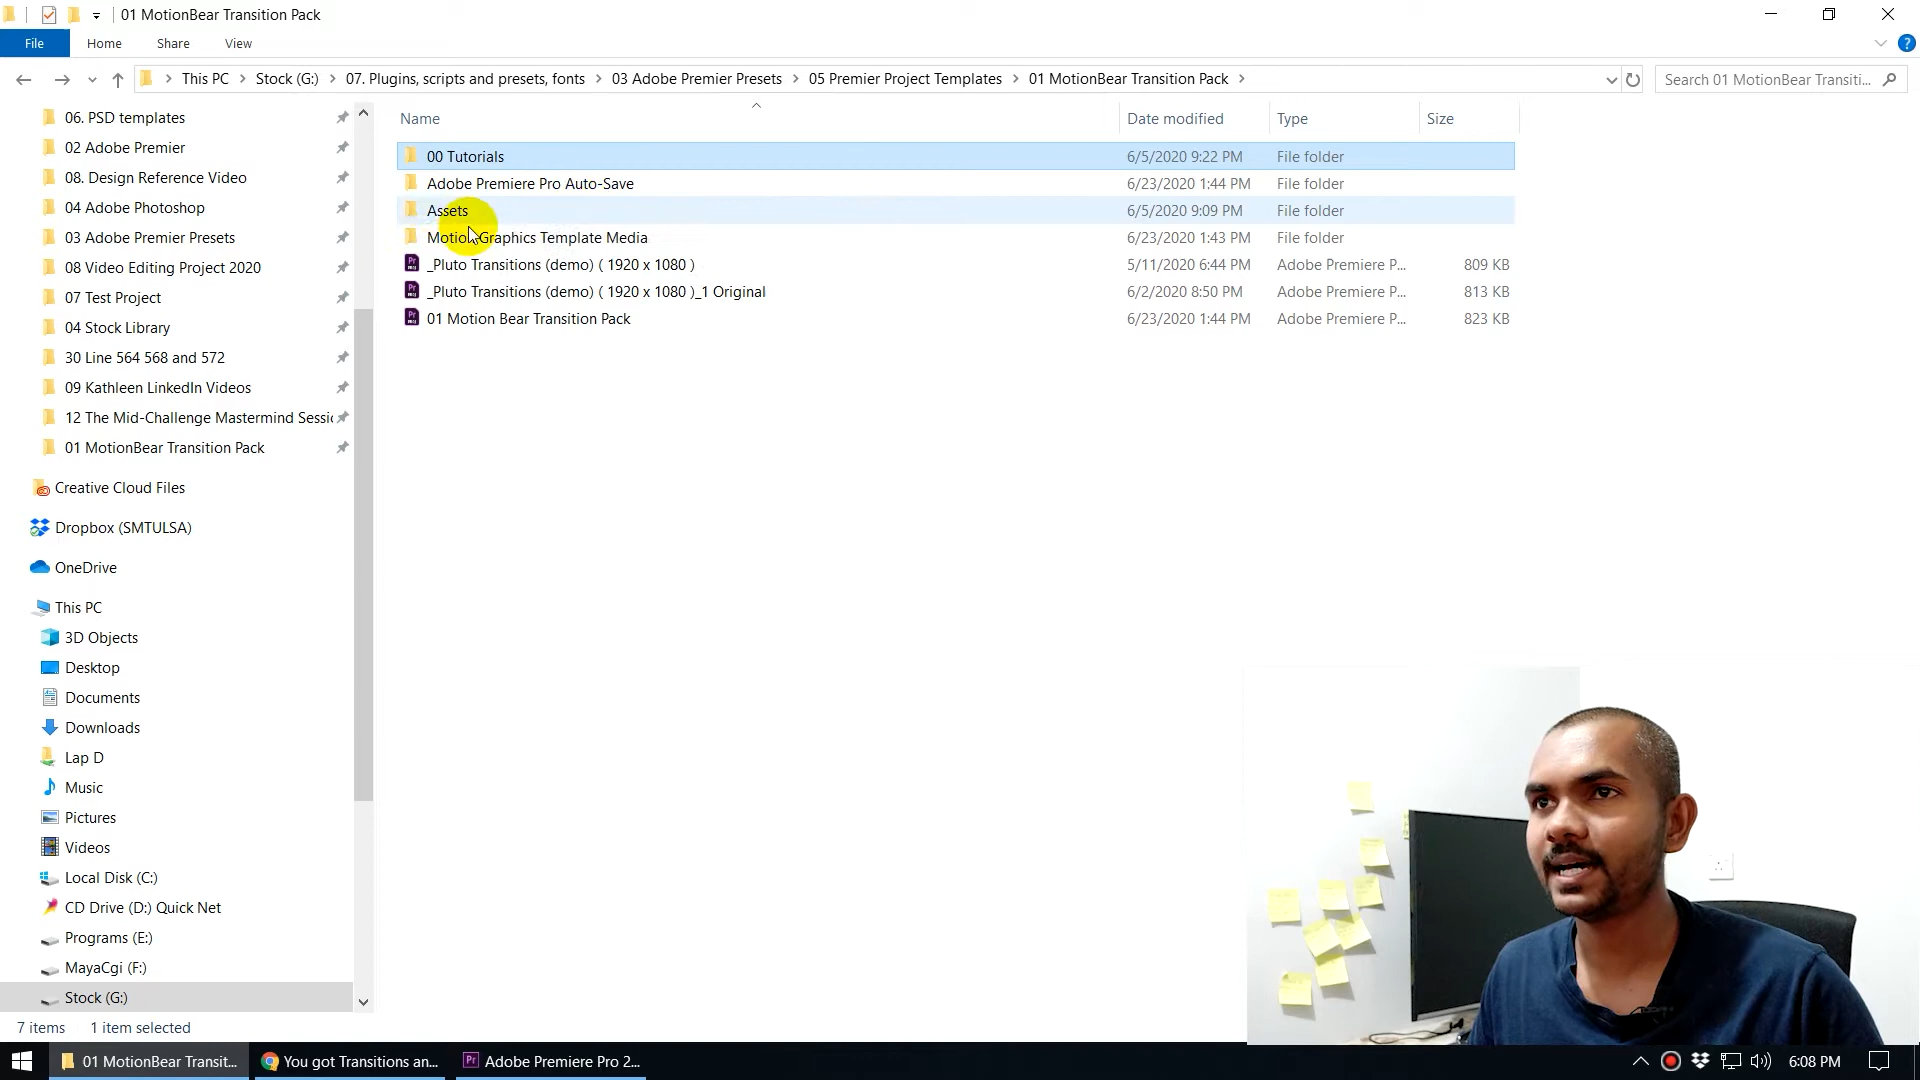 01 MotionBear Transition Pack
File Home Share View
This PC Stock (G:) 07. Plugins, scripts and presets, fonts 03 Adobe Premier Presets 05 Premier Project Templates 01 MotionBear Transition Pack Search 01 MotionBear Transiti...
Name Date modified Type Size
00 Tutorials 6/5/2020 9:22 PM File folder
Adobe Premiere Pro Auto-Save 6/23/2020 1:44 PM File folder
Assets 6/5/2020 9:09 PM File folder
Motion Graphics Template Media 6/23/2020 1:43 PM File folder
_Pluto Transitions (demo) ( 1920 x 1080 ) 5/11/2020 6:44 PM Adobe Premiere P... 809 KB
_Pluto Transitions (demo) ( 1920 x 1080 )_1 Original 6/2/2020 8:50 PM Adobe Premiere P... 813 KB
01 Motion Bear Transition Pack 6/23/2020 1:44 PM Adobe Premiere P... 823 KB
06. PSD templates
02 Adobe Premier
08. Design Reference Video
04 Adobe Photoshop
03 Adobe Premier Presets
08 Video Editing Project 2020
07 Test Project
04 Stock Library
30 Line 564 568 and 572
09 Kathleen LinkedIn Videos
12 The Mid-Challenge Mastermind Sessi
01 MotionBear Transition Pack
Creative Cloud Files
Dropbox (SMTULSA)
OneDrive
This PC
3D Objects
Desktop
Documents
Downloads
Lap D
Music
Pictures
Videos
Local Disk (C:)
CD Drive (D:) Quick Net
Programs (E:)
MayaCgi (F:)
Stock (G:)
7 items 1 item selected
01 MotionBear Transit... You got Transitions an... Adobe Premiere Pro 2... 6:08 PM